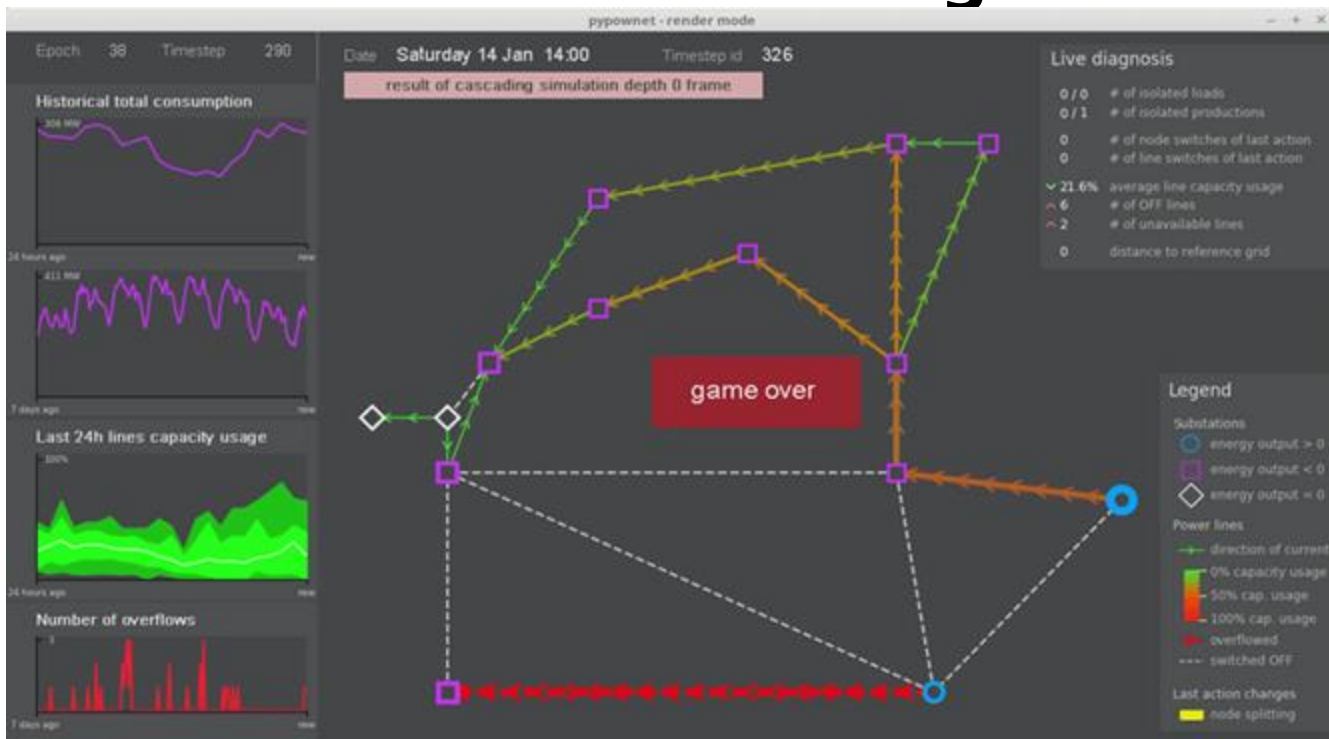 g
pypownet - render mode
Epoch 38 Timestep 290
Date Saturday 14 Jan 14:00 Timestep id 326
result of cascading simulation depth 0 frame
Historical total consumption
306 MW
24 hours ago now
411 MW
7 days ago now
Last 24h lines capacity usage
100%
24 hours ago now
Number of overflows
7 days ago now
game over
Live diagnosis
0 / 0 # of isolated loads
0 / 1 # of isolated productions
0 # of node switches of last action
0 # of line switches of last action
21.6% average line capacity usage
6 # of OFF lines
2 # of unavailable lines
0 distance to reference grid
Legend
Substations
energy output > 0
energy output < 0
energy output = 0
Power lines
direction of current
0% capacity usage
50% cap. usage
100% cap. usage
overflowed
switched OFF
Last action changes
node splitting